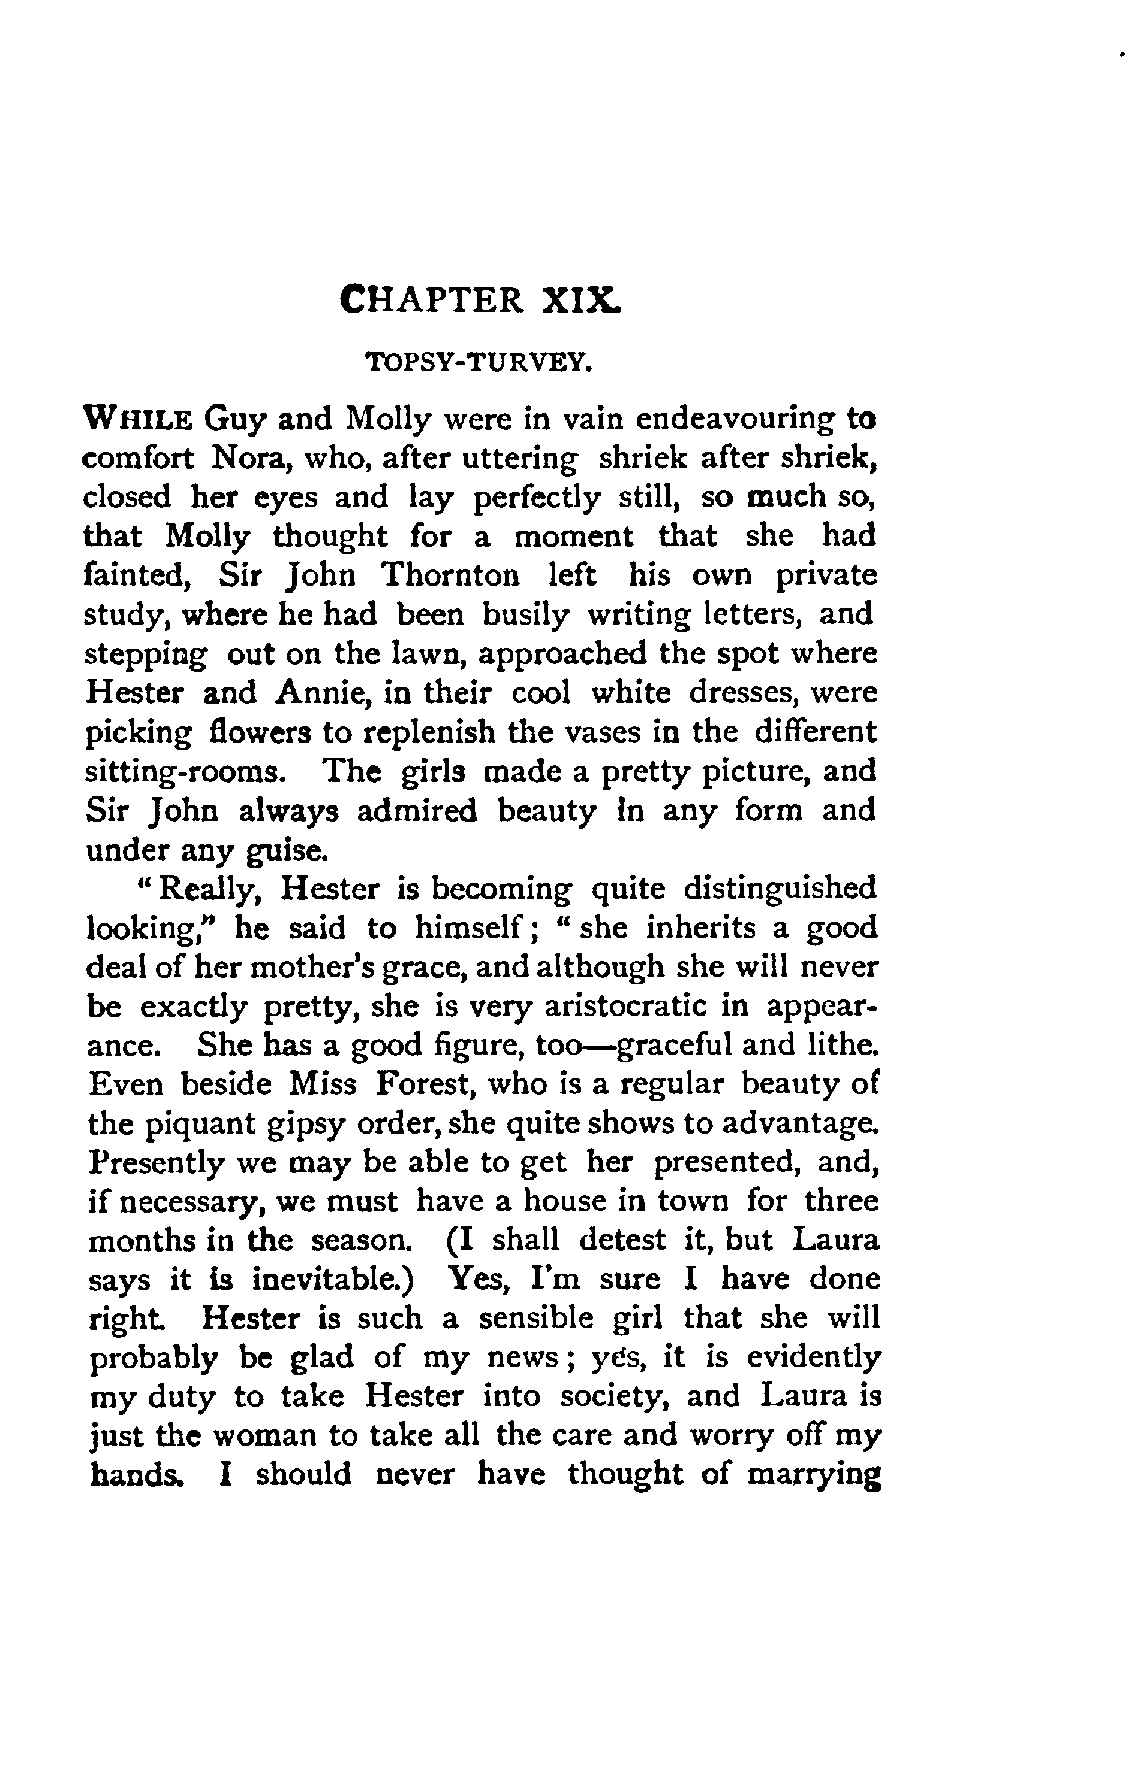 CHAPTER XIX.
TOPSY-TURVEY.
WHILE Guy and Molly were in vain endeavouring to
comfort Nora, who, after uttering shriek after shriek,
closed her eyes and lay perfectly still, so much so,
that Molly thought for a moment that she had
fainted, Sir John Thornton left his own private
study, where he had been busily writing letters, and
stepping out on the lawn, approached the spot where
Hester and Annie, in their cool white dresses, were
picking flowers to replenish the vases in the different
sitting-rooms. The girls made a pretty picture, and
Sir John always admired beauty in any form and
under any guise.
"Really, Hester is becoming quite distinguished
looking," he said to himself; "she inherits a good
deal of her mother's grace, and although she will never
be exactly pretty, she is very aristocratic in appear-
ance. She has a good figure, too—graceful and lithe.
Even beside Miss Forest, who is a regular beauty of
the piquant gipsy order, she quite shows to advantage.
Presently we may be able to get her presented, and,
if necessary, we must have a house in town for three
months in the season. (I shall detest it, but Laura
says it is inevitable.) Yes, I'm sure I have done
right. Hester is such a sensible girl that she will
probably be glad of my news; yes, it is evidently
my duty to take Hester into society, and Laura is
just the woman to take all the care and worry off my
hands. I should never have thought of marrying